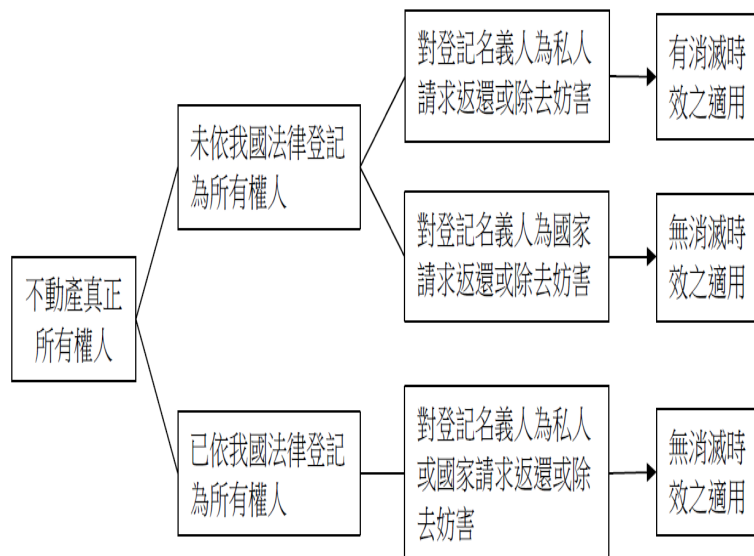 不動產真正
所有權人
未依我國法律登記
為所有權人
對登記名義人為私人
請求返還或除去妨害
有消滅時
效之適用
對登記名義人為國家
請求返還或除去妨害
無消滅時
效之適用
已依我國法律登記
為所有權人
對登記名義人為私人
或國家請求返還或除
去妨害
無消滅時
效之適用